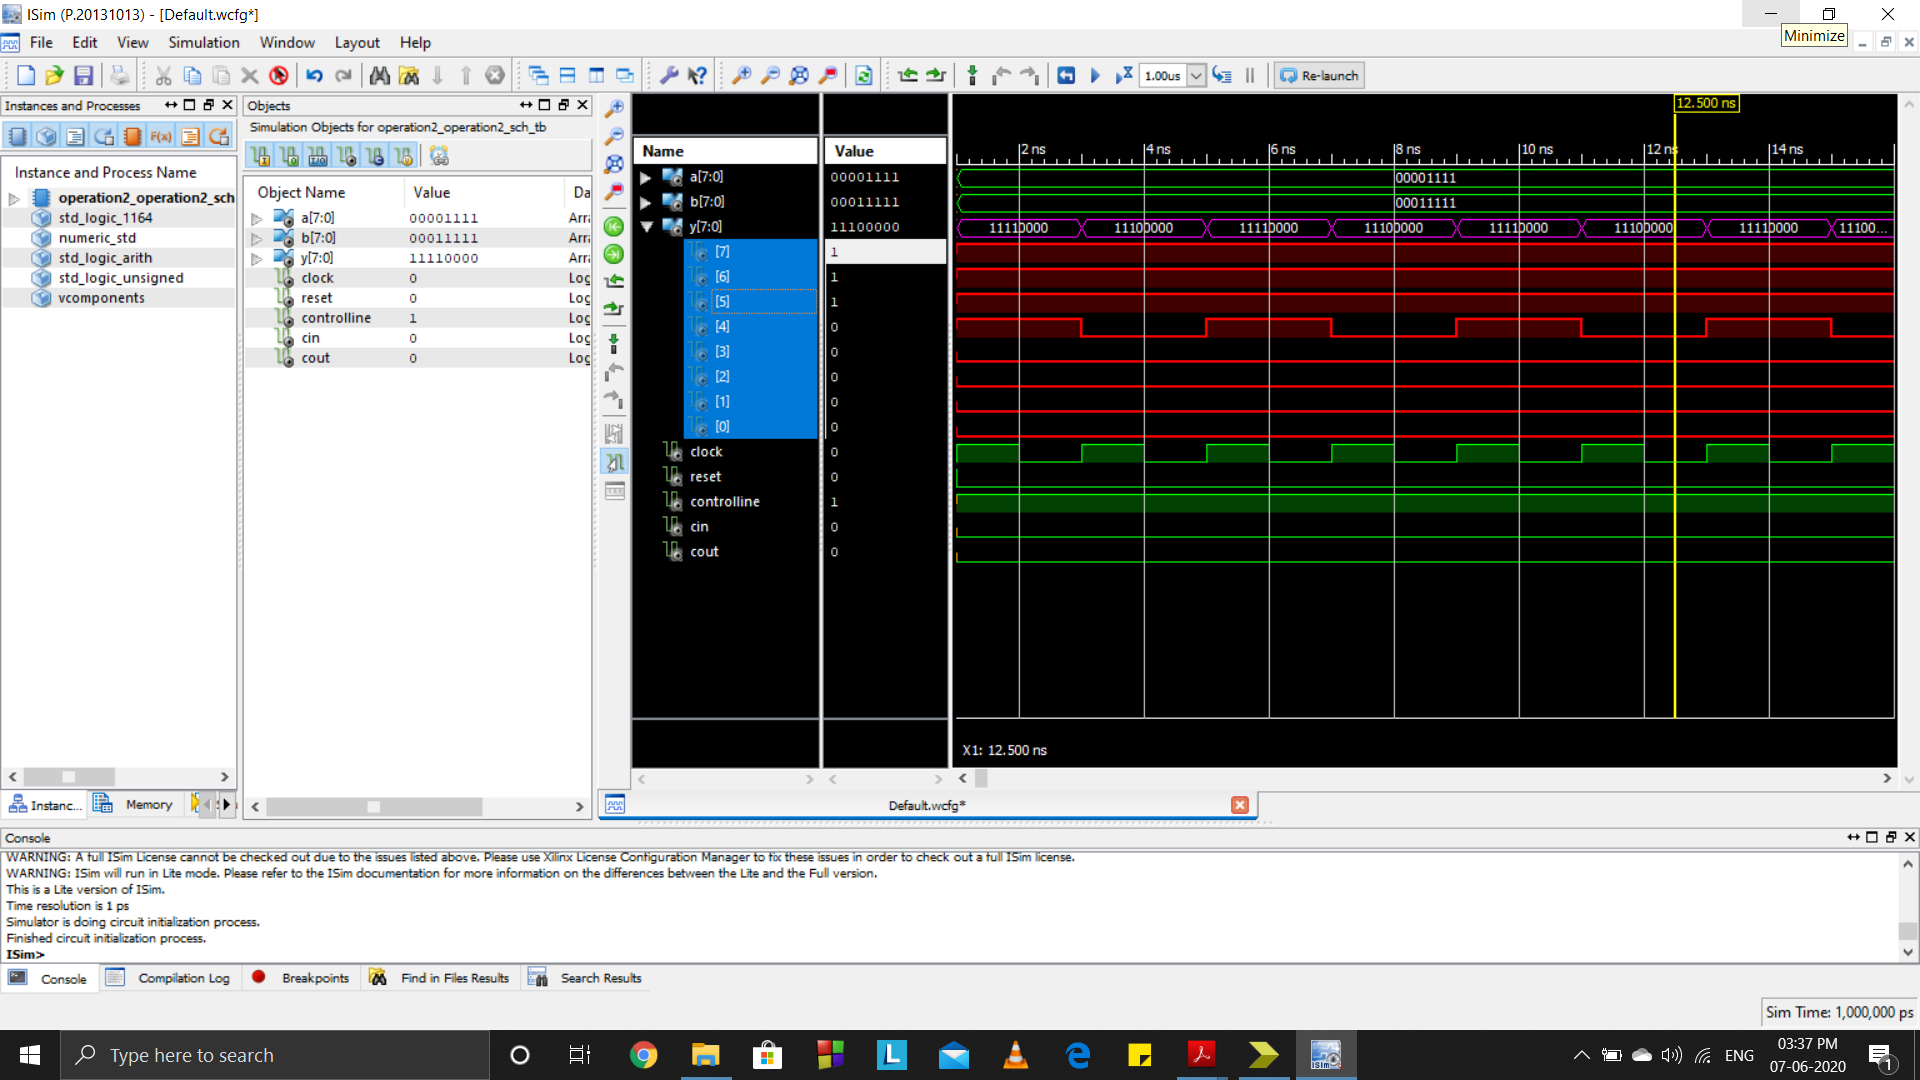 ISim (P.20131013) - [Default.wcfg*]
Minimize
File Edit View Simulation Window Layout Help
1.00us
Re-launch
Instances and Processes
Instance and Process Name
operation2_operation2_sch
std_logic_1164
numeric_std
std_logic_arith
std_logic_unsigned
vcomponents
Instanc...
Memory
Objects
Simulation Objects for operation2_operation2_sch_tb
Object Name Value Da
a[7:0] 00001111 Arr
b[7:0] 00011111 Arr
y[7:0] 11110000 Arr
clock 0 Log
reset 0 Log
controlline 1 Log
cin 0 Log
cout 0 Log
12.500 ns
2 ns 4 ns 6 ns 8 ns 10 ns 12 ns 14 ns
Name Value
a[7:0] 00001111 00001111
b[7:0] 00011111 00011111
y[7:0] 11100000 11110000 11100000 11110000 11100000 11110000 11100000 11110000 11100...
[7] 1
[6] 1
[5] 1
[4] 0
[3] 0
[2] 0
[1] 0
[0] 0
clock 0
reset 0
controlline 1
cin 0
cout 0
X1: 12.500 ns
Default.wcfg*
Console
WARNING: A full ISim License cannot be checked out due to the issues listed above. Please use Xilinx License Configuration Manager to fix these issues in order to check out a full ISim license.
WARNING: ISim will run in Lite mode. Please refer to the ISim documentation for more information on the differences between the Lite and the Full version.
This is a Lite version of ISim.
Time resolution is 1 ps
Simulator is doing circuit initialization process.
Finished circuit initialization process.
ISim>
Console Compilation Log Breakpoints Find in Files Results Search Results
Sim Time: 1,000,000 ps
Type here to search
ENG
03:37 PM
07-06-2020
1